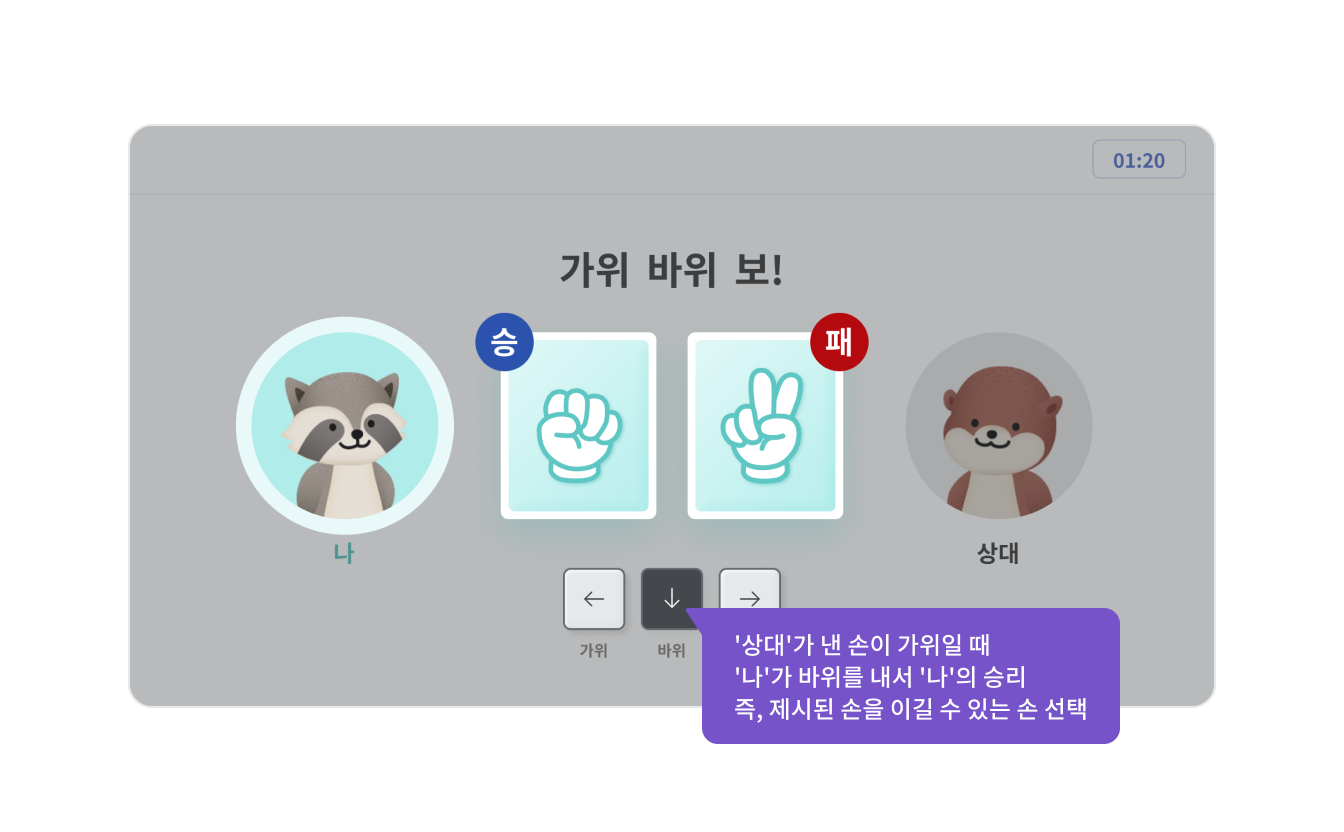 01:20
가위 바위 보!
승
패
나
상대
가위
바위
'상대'가 낸 손이 가위일 때
'나'가 바위를 내서 '나'의 승리
즉, 제시된 손을 이길 수 있는 손 선택